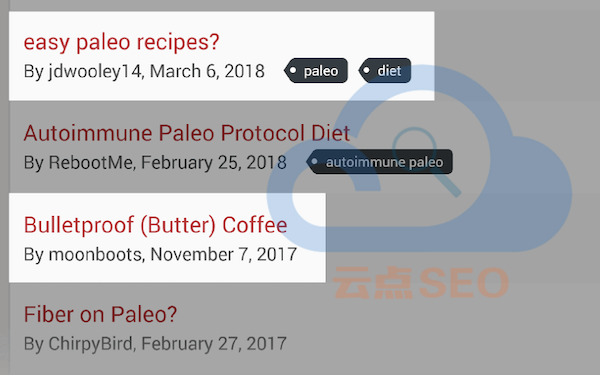 easy paleo recipes?
By jdwooley14, March 6, 2018 paleo diet
Autoimmune Paleo Protocol Diet
By RebootMe, February 25, 2018 autoimmune paleo
Bulletproof (Butter) Coffee
By moonboots, November 7, 2017
云点SEO
Fiber on Paleo?
By ChirpyBird, February 27, 2017